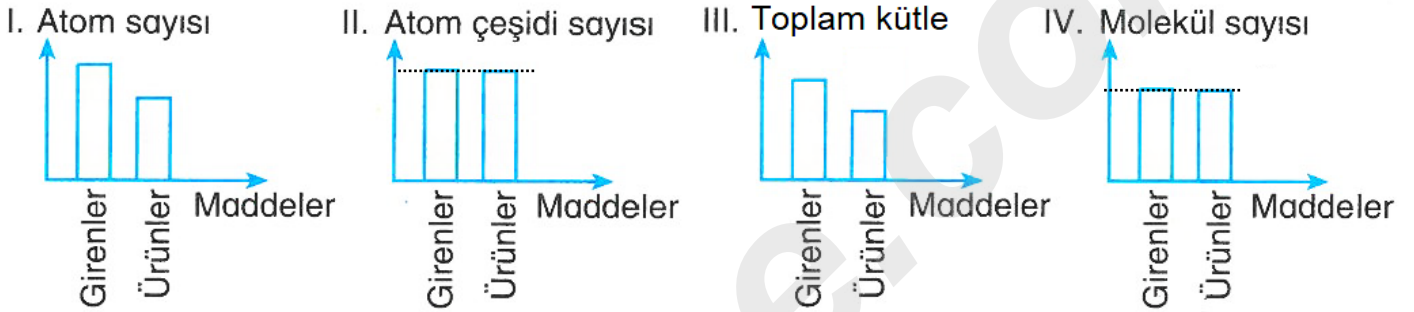 I. Atom sayısı
II. Atom çeşidi sayısı
III. Toplam kütle
IV. Molekül sayısı
Maddeler
Maddeler
Maddeler
Maddeler
Girenler
Ürünler
Girenler
Ürünler
Girenler
Ürünler
Girenler
Ürünler
e.co